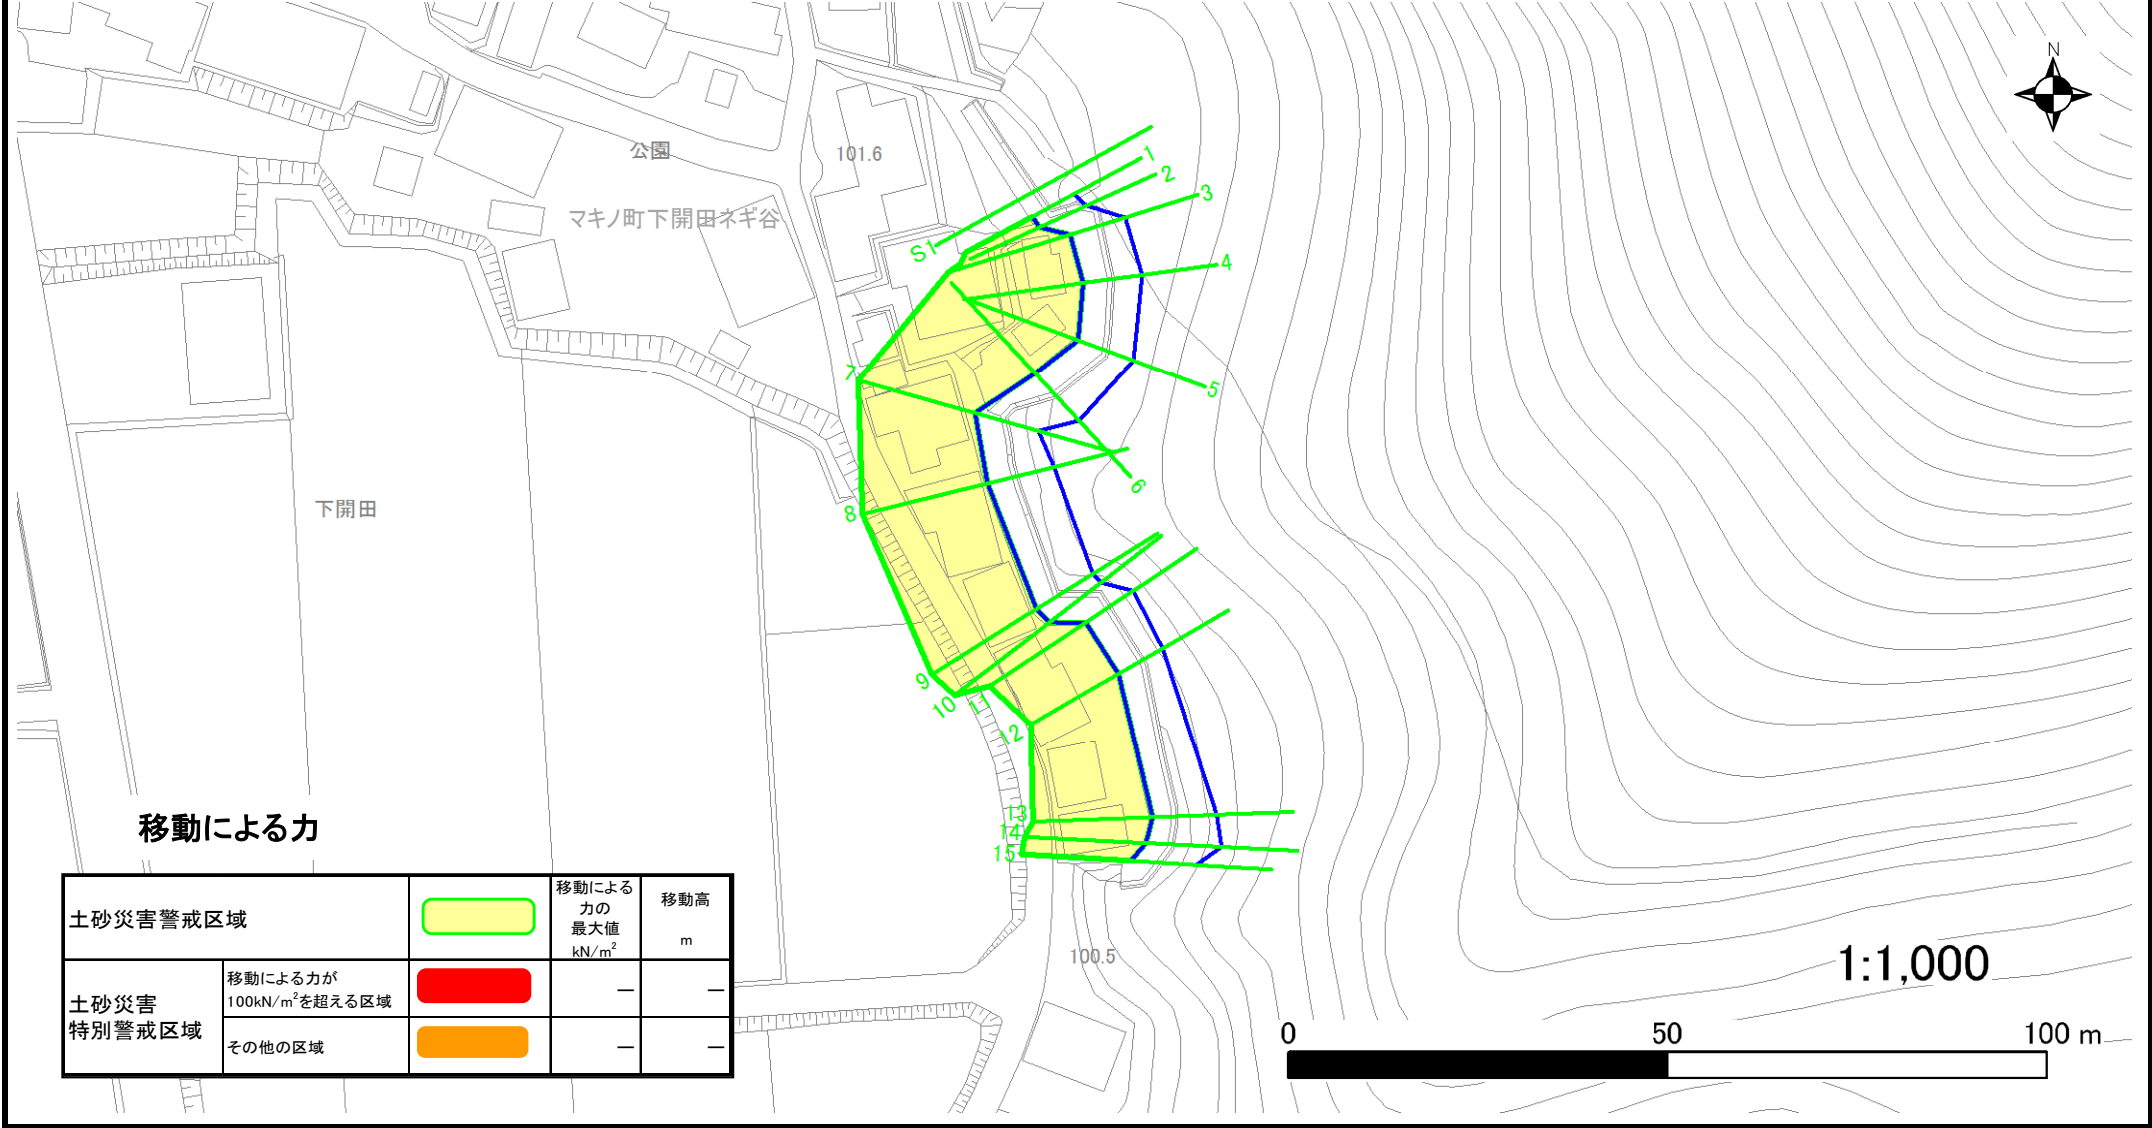 N
公園
101.6
マキノ町下開田ネギ谷
下開田
S1
1
2
3
4
5
6
7
8
9
10
11
12
13
14
15
100.5
移動による力
土砂災害警戒区域
移動による
力の
最大値
kN/m²
移動高
m
土砂災害
特別警戒区域
移動による力が
100kN/m²を超える区域
—
—
その他の区域
—
—
1:1,000
0
50
100 m